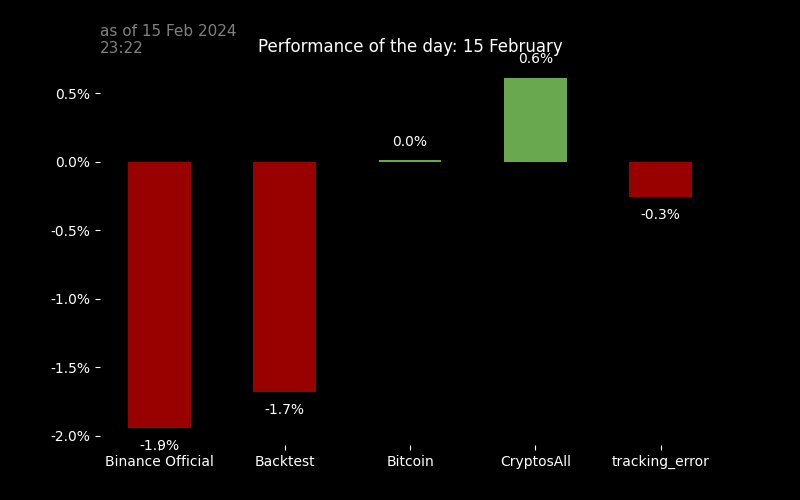 as of 15 Feb 2024
23:22
Performance of the day: 15 February
0.6%
0.5%
0.0%
0.0%
-0.3%
-0.5%
-1.0%
-1.5%
-1.7%
-2.0%
-1.9%
Binance Official
Backtest
Bitcoin
CryptosAll
tracking_error